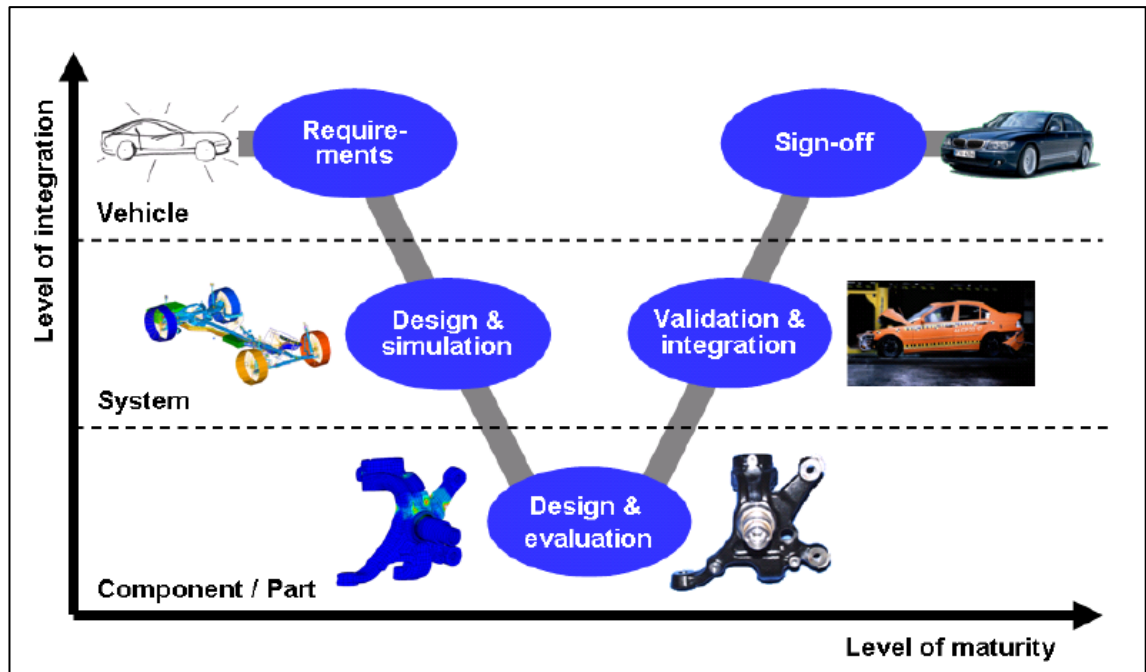 Level of integration
Require-
ments
Sign-off
Vehicle
Design &
simulation
Validation &
integration
System
Design &
evaluation
Component / Part
Level of maturity